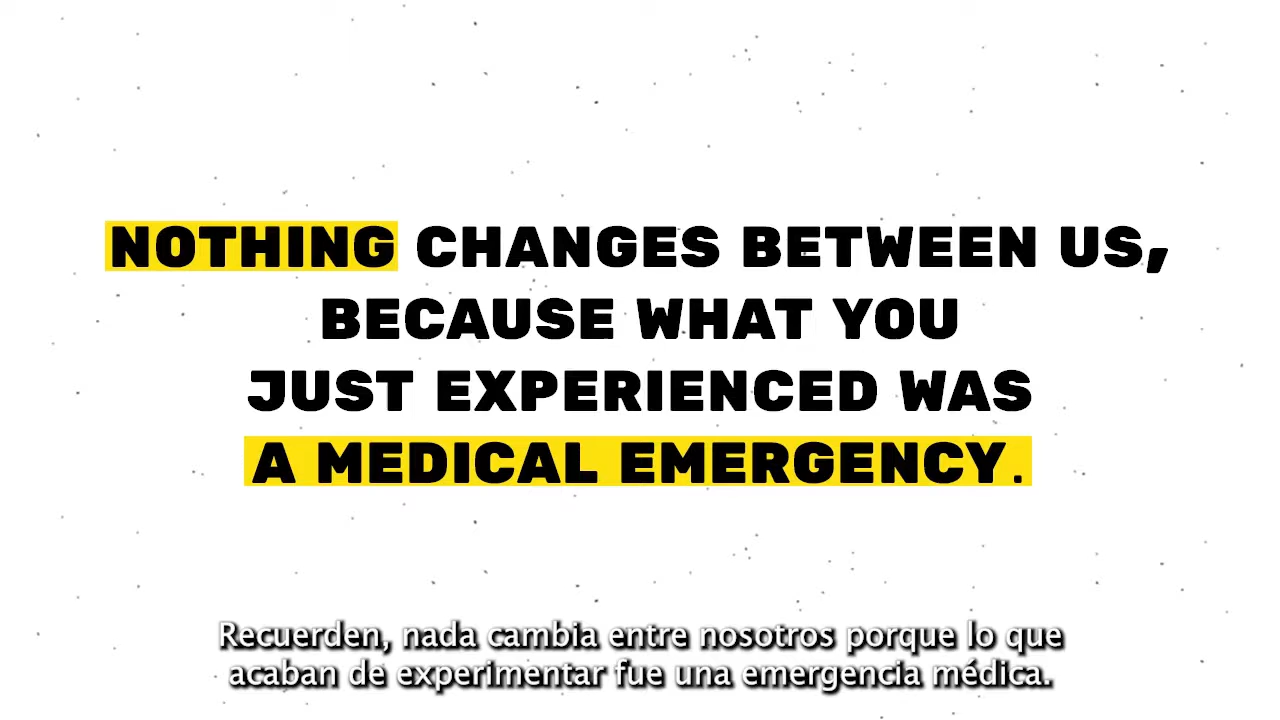 NOTHING CHANGES BETWEEN US,
BECAUSE WHAT YOU
JUST EXPERIENCED WAS
A MEDICAL EMERGENCY.
Recuerden, nada cambia entre nosotros porque lo que
acaban de experimentar fue una emergencia médica.